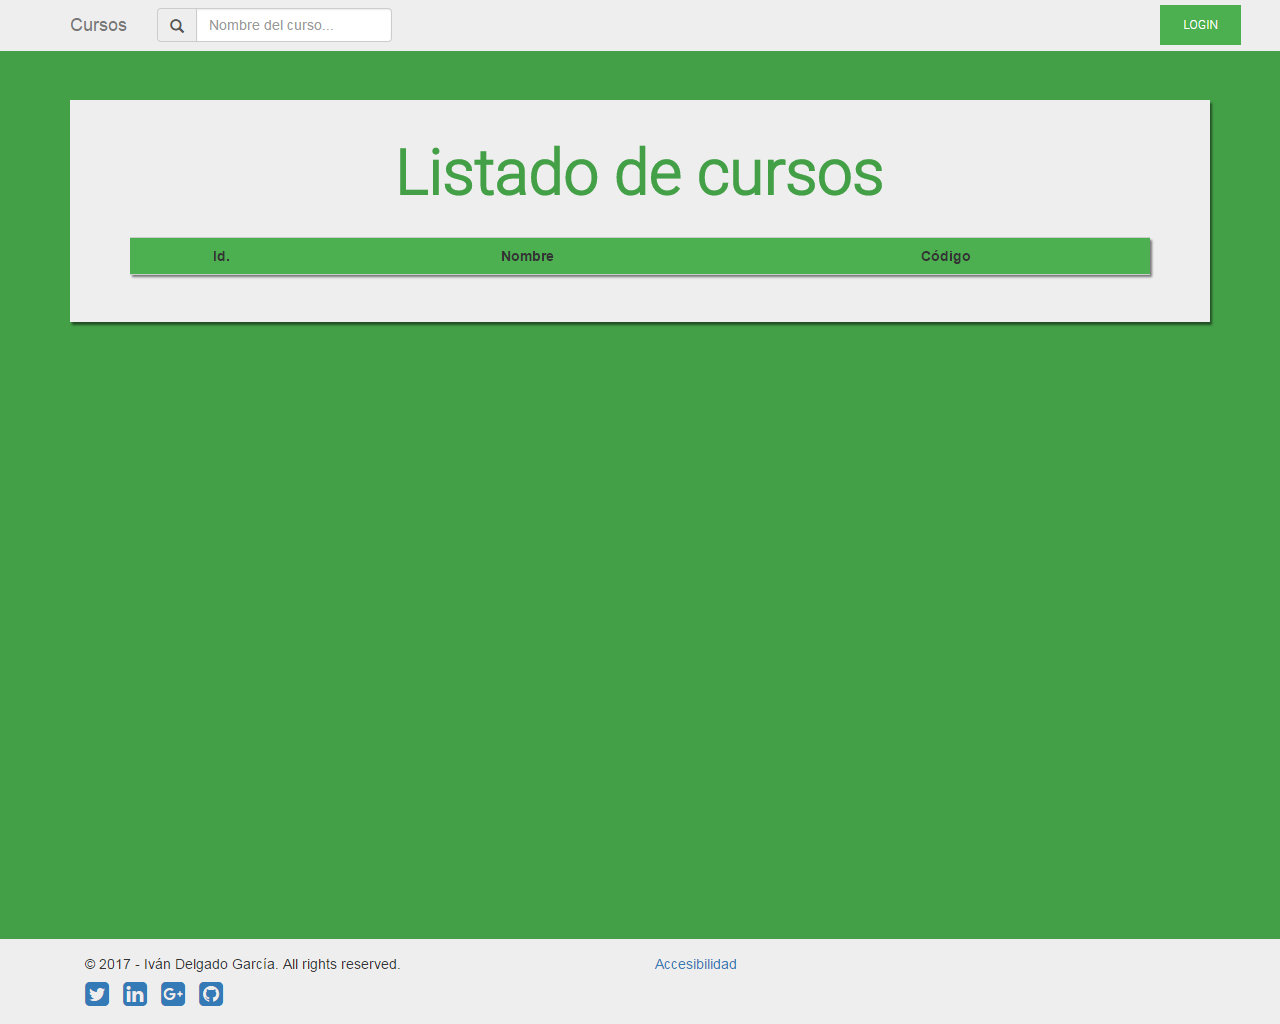 Cursos
Nombre del curso...
LOGIN
Listado de cursos
Id. Nombre Código
© 2017 - Iván Delgado García. All rights reserved.
Accesibilidad